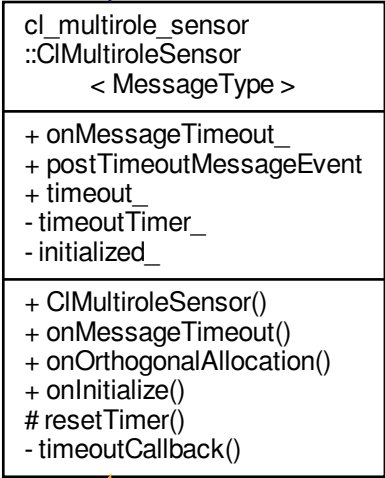 cl_multirole_sensor
::ClMultiroleSensor
< MessageType >
+ onMessageTimeout_
+ postTimeoutMessageEvent
+ timeout_
- timeoutTimer_
- initialized_
+ ClMultiroleSensor()
+ onMessageTimeout()
+ onOrthogonalAllocation()
+ onInitialize()
# resetTimer()
- timeoutCallback()